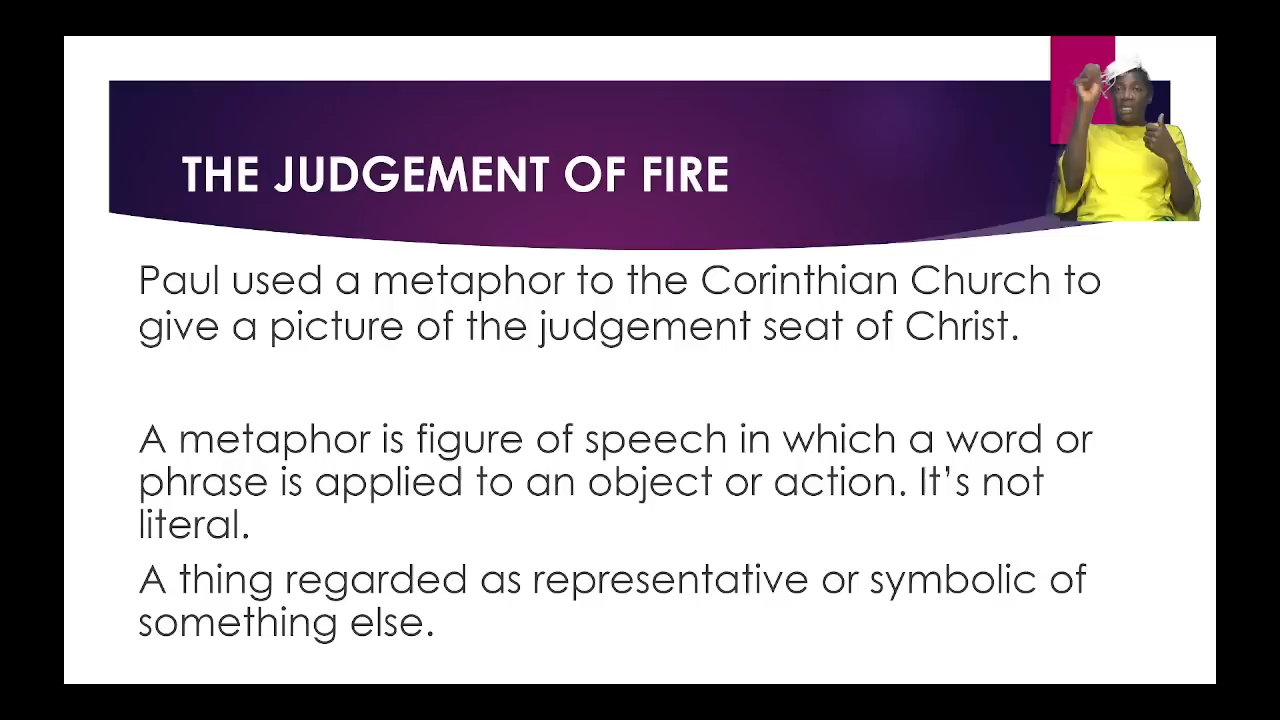 THE JUDGEMENT OF FIRE
Paul used a metaphor to the Corinthian Church to
give a picture of the judgement seat of Christ.
A metaphor is figure of speech in which a word or
phrase is applied to an object or action. It’s not
literal.
A thing regarded as representative or symbolic of
something else.